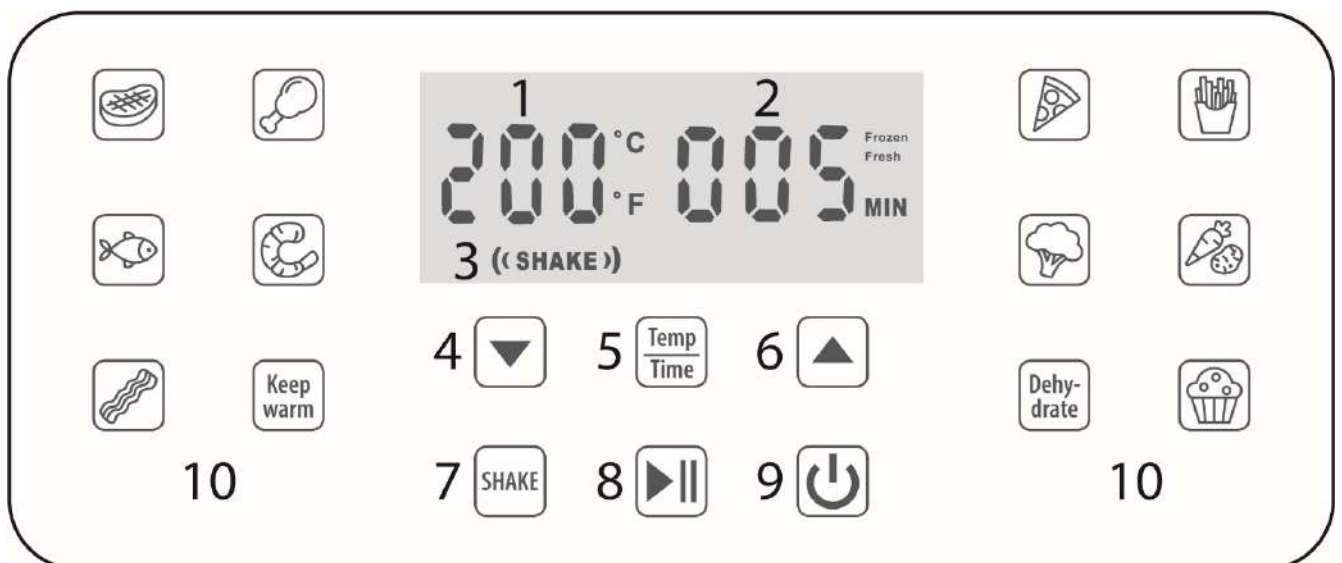 1 2
200 °C 005 Frozen
Fresh
°F MIN
3 ((SHAKE))
4 5 Temp 6
Time
Keep
warm
Dehy-
drate
10 7 SHAKE 8 9 10